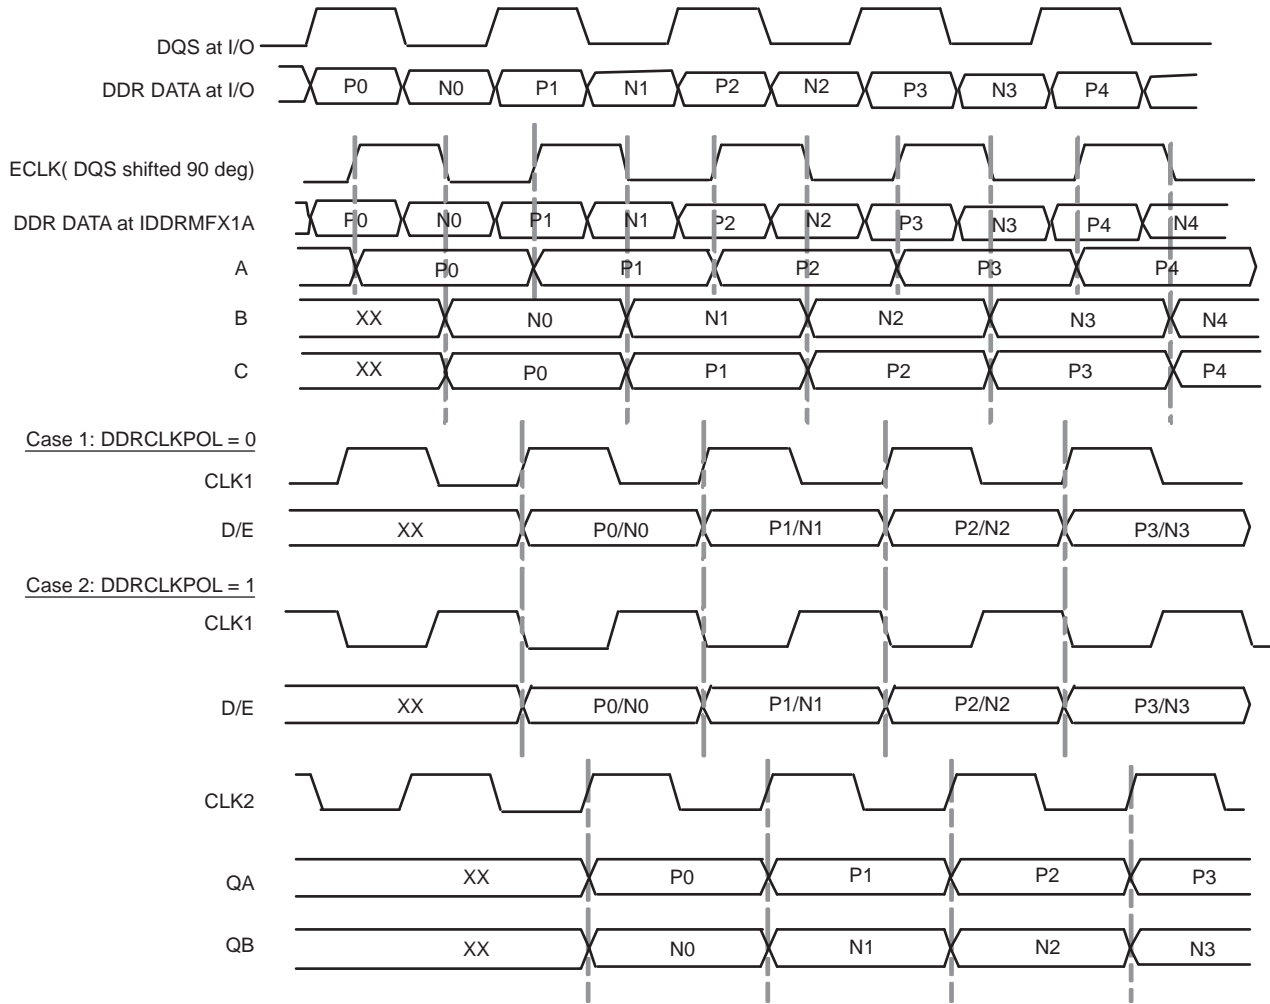 DQS at I/O
DDR DATA at I/O P0 N0 P1 N1 P2 N2 P3 N3 P4
ECLK( DQS shifted 90 deg)
DDR DATA at IDDRMFX1A P0 N0 P1 N1 P2 N2 P3 N3 P4 N4
A P0 P1 P2 P3 P4
B XX N0 N1 N2 N3 N4
C XX P0 P1 P2 P3 P4
Case 1: DDRCLKPOL = 0
CLK1
D/E XX P0/N0 P1/N1 P2/N2 P3/N3
Case 2: DDRCLKPOL = 1
CLK1
D/E XX P0/N0 P1/N1 P2/N2 P3/N3
CLK2
QA XX P0 P1 P2 P3
QB XX N0 N1 N2 N3